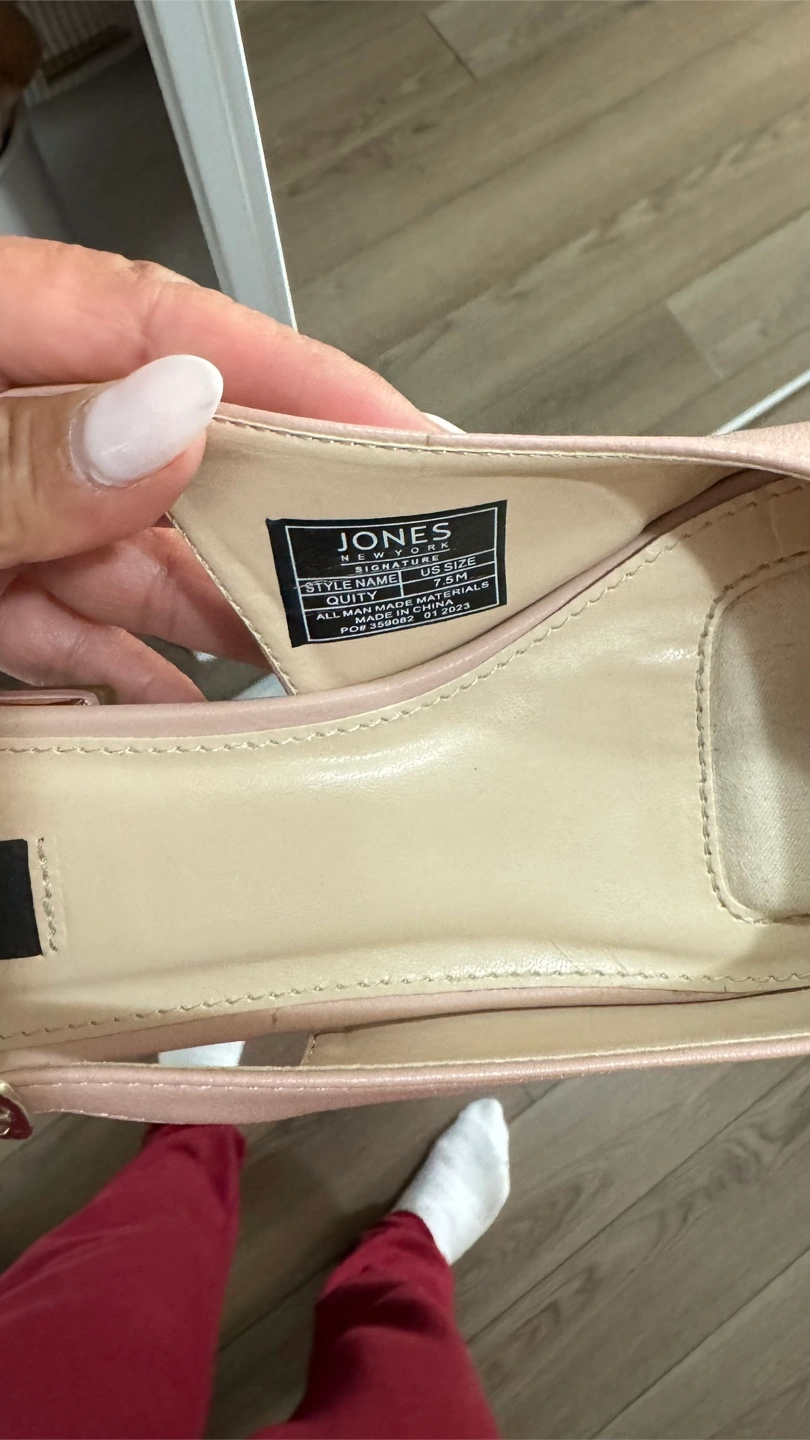 JONES
NEW YORK
SIGNATURE
STYLE NAME US SIZE
QUITY 7.5 M
ALL MAN MADE MATERIALS
MADE IN CHINA
PO# 359082 01 2023